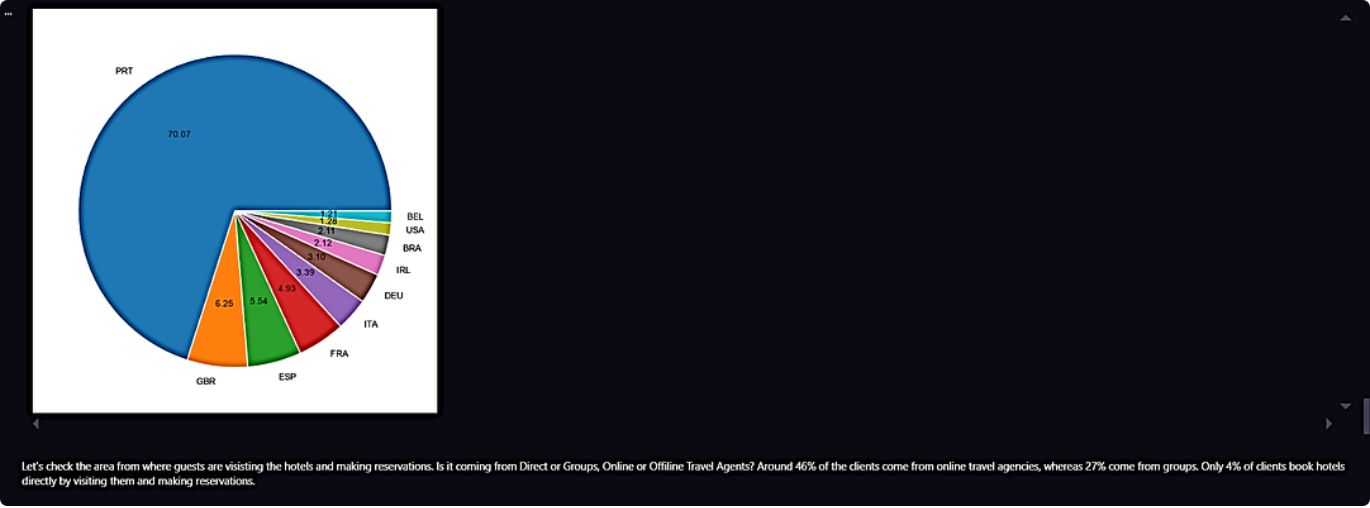 ...
PRT
70.07
1.21
BEL
1.28
USA
2.11
BRA
2.12
IRL
3.10
DEU
3.39
ITA
4.93
FRA
5.54
ESP
6.25
GBR
Let's check the area from where guests are visisting the hotels and making reservations. Is it coming from Direct or Groups, Online or Offiline Travel Agents? Around 46% of the clients come from online travel agencies, whereas 27% come from groups. Only 4% of clients book hotels
directly by visiting them and making reservations.